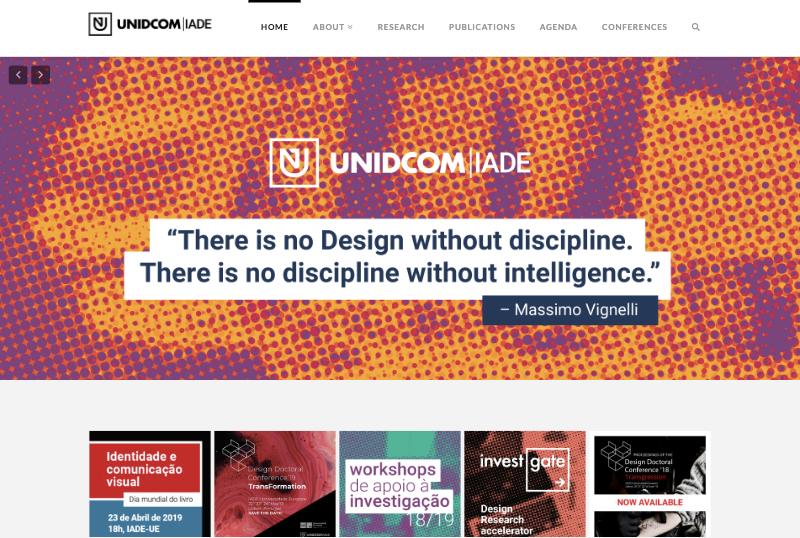 UNIDCOM|IADE
HOME
ABOUT
RESEARCH
PUBLICATIONS
AGENDA
CONFERENCES
UNIDCOM|IADE
“There is no Design without discipline.
There is no discipline without intelligence.”
– Massimo Vignelli
Identidade e
comunicação
visual
Dia mundial do livro
23 de Abril de 2019
18h, IADE-UE
Design Doctoral
Conference'19
TransFormation
workshops
de apoio à
investigação
18/19
invest gate
Design
Research
accelerator
PROCEEDINGS OF THE
Design Doctoral
Conference '18
Transgression
NOW AVAILABLE